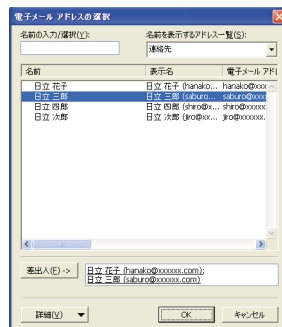 電子メール アドレスの選択
名前の入力/選択(Y):
名前を表示するアドレス一覧(S):
連絡先
名前 表示名 電子メール アドl
日立 花子 日立 花子 (hanako... hanako@xxx
日立 三郎 日立 三郎 (saburo... saburo@xxx
日立 四郎 日立 四郎 (shiro@x... shiro@xxxx
日立 次郎 日立 次郎 (jiro@xx... jiro@xxxxxx.
差出人(F) ->
日立 花子 (hanako@xxxxxx.com);
日立 三郎 (saburo@xxxxxx.com)
詳細(V)
OK
キャンセル